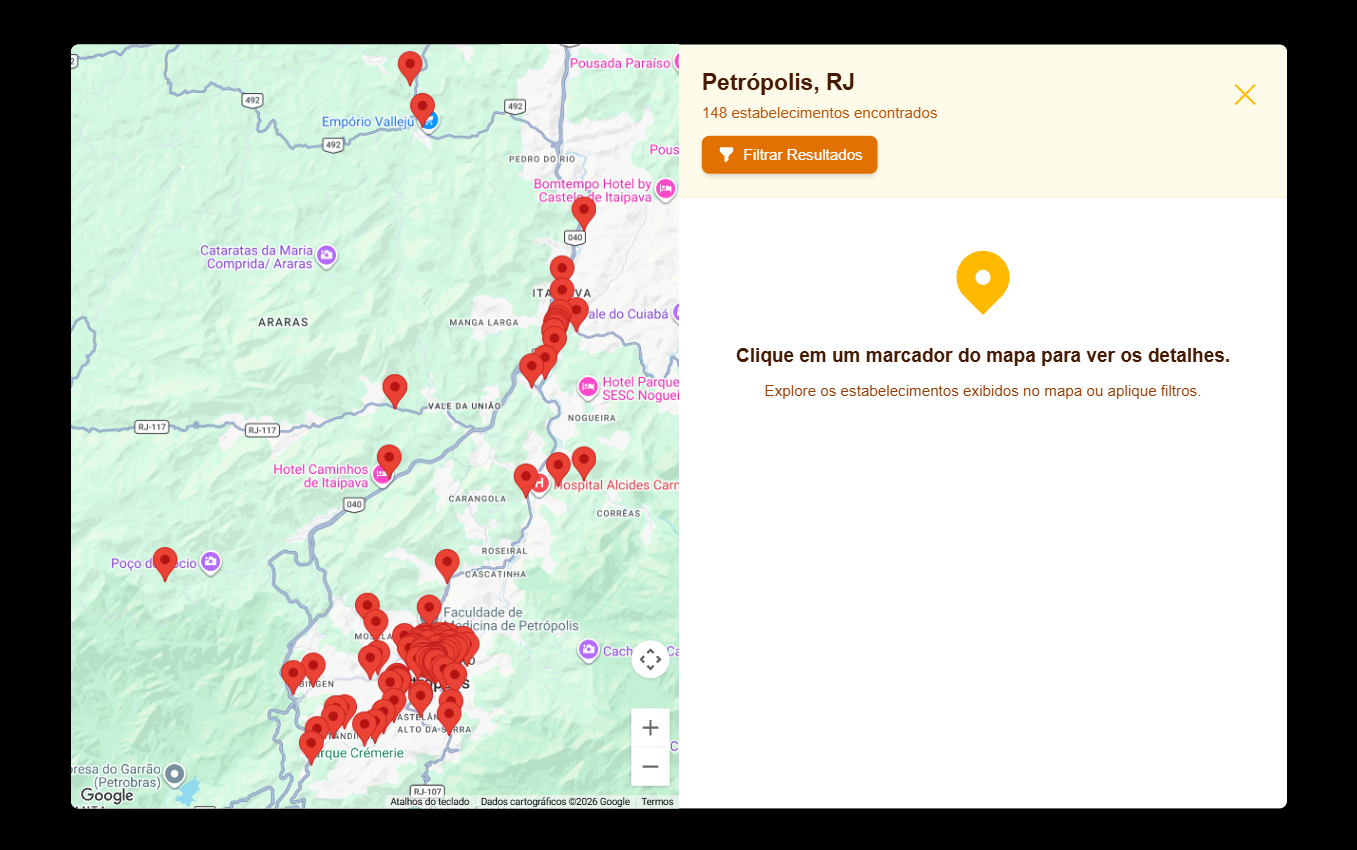 Pousada Paraíso
492
492
Empório Vallejú
492
PEDRO DO RIO
Pous
Bomtempo Hotel by
Castelo de Itaipava
040
Cataratas da Maria
Comprida/ Araras
ARARAS
MANGA LARGA
ale do Cuiabá
Hotel Parque
SESC Noguei
VALE DA UNIÃO
NOGUEIRA
RJ-117
RJ-117
Hotel Caminhos
de Itaipava
Hospital Alcides Carn
040
CARANGOLA
CORRÊAS
ROSEIRAL
CASCATINHA
Faculdade de
Medicina de Petrópolis
ALTO DA SERRA
rque Crémerie
resa do Garrão
(Petrobras)
RJ-107
Google
Atalhos do teclado
Dados cartográficos ©2026 Google
Termos
Petrópolis, RJ
148 estabelecimentos encontrados
Filtrar Resultados
Clique em um marcador do mapa para ver os detalhes.
Explore os estabelecimentos exibidos no mapa ou aplique filtros.